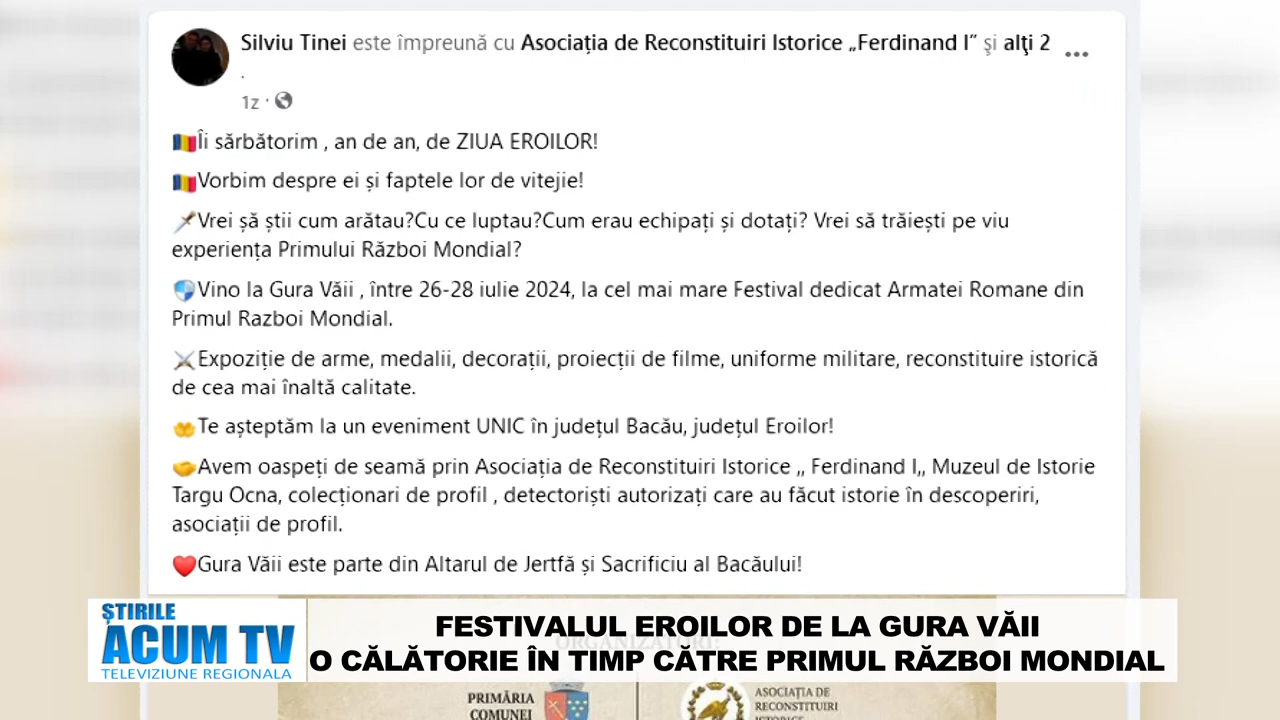 Silviu Tinei este împreună cu Asociația de Reconstituiri Istorice „Ferdinand I" şi alţi 2
.
1z ·
Îi sărbătorim , an de an, de ZIUA EROILOR!
Vorbim despre ei și faptele lor de vitejie!
Vrei șă știi cum arătau?Cu ce luptau?Cum erau echipați și dotați? Vrei să trăiești pe viu
experiența Primului Război Mondial?
Vino la Gura Văii , între 26-28 iulie 2024, la cel mai mare Festival dedicat Armatei Romane din
Primul Razboi Mondial.
Expoziție de arme, medalii, decorații, proiecții de filme, uniforme militare, reconstituire istorică
de cea mai înaltă calitate.
Te așteptăm la un eveniment UNIC în județul Bacău, județul Eroilor!
Avem oaspeți de seamă prin Asociația de Reconstituiri Istorice ,, Ferdinand I,, Muzeul de Istorie
Targu Ocna, colecționari de profil , detectoriști autorizați care au făcut istorie în descoperiri,
asociații de profil.
Gura Văii este parte din Altarul de Jertfă și Sacrificiu al Bacăului!
ORGANIZATORI:
ȘTIRILE
ACUM TV
TELEVIZIUNE REGIONALA
FESTIVALUL EROILOR DE LA GURA VĂII
O CĂLĂTORIE ÎN TIMP CĂTRE PRIMUL RĂZBOI MONDIAL
PRIMĂRIA
COMUNEI
ASOCIAȚIA DE
RECONSTITUIRI
ISTORICE